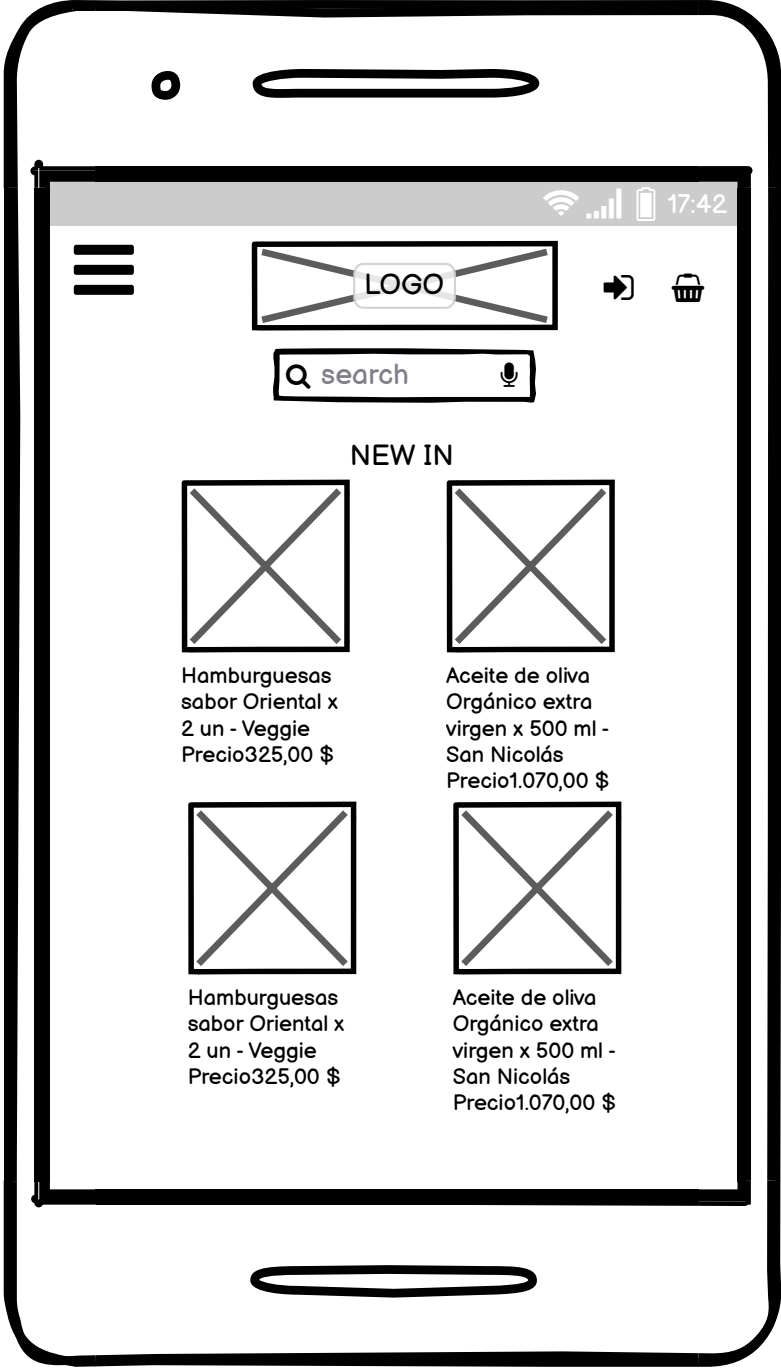 17:42
LOGO
search
NEW IN
Hamburguesas
sabor Oriental x
2 un - Veggie
Precio325,00 $
Aceite de oliva
Orgánico extra
virgen x 500 ml -
San Nicolás
Precio1.070,00 $
Hamburguesas
sabor Oriental x
2 un - Veggie
Precio325,00 $
Aceite de oliva
Orgánico extra
virgen x 500 ml -
San Nicolás
Precio1.070,00 $